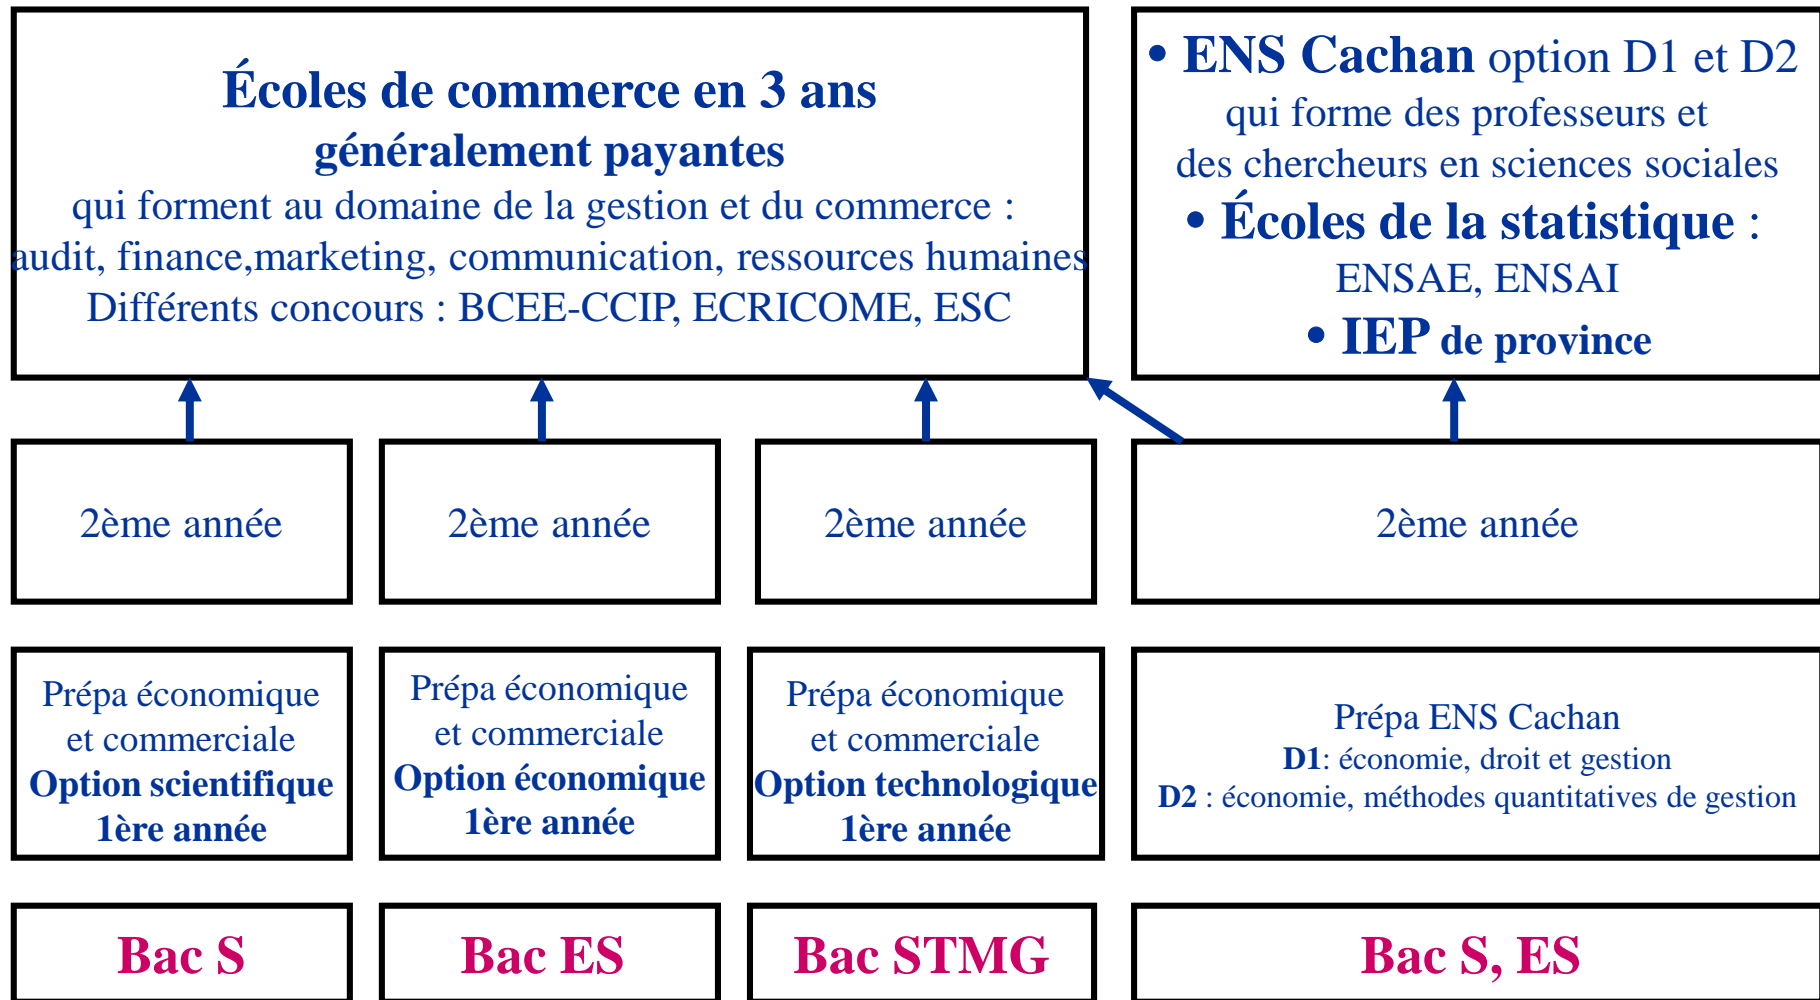 École​s de commerce en 3 ans
généralement payantes
qui forment au domaine de la gestion et du commerce :
audit, finance,marketing, communication, ressources humaines
Différents concours : BCEE-CCIP, ECRICOME, ESC
• ENS Cachan option D1 et D2
qui forme des professeurs et
des chercheurs en sciences sociales
• Écoles de la statistique :
ENSAE, ENSAI
• IEP de province
2ème année
2ème année
2ème année
2ème année
Prépa économique
et commerciale
Option scientifique
1ère année
Prépa économique
et commerciale
Option économique
1ère année
Prépa économique
et commerciale
Option technologique
1ère année
Prépa ENS Cachan
D1: économie, droit et gestion
D2 : économie, méthodes quantitatives de gestion
Bac S
Bac ES
Bac STMG
Bac S, ES